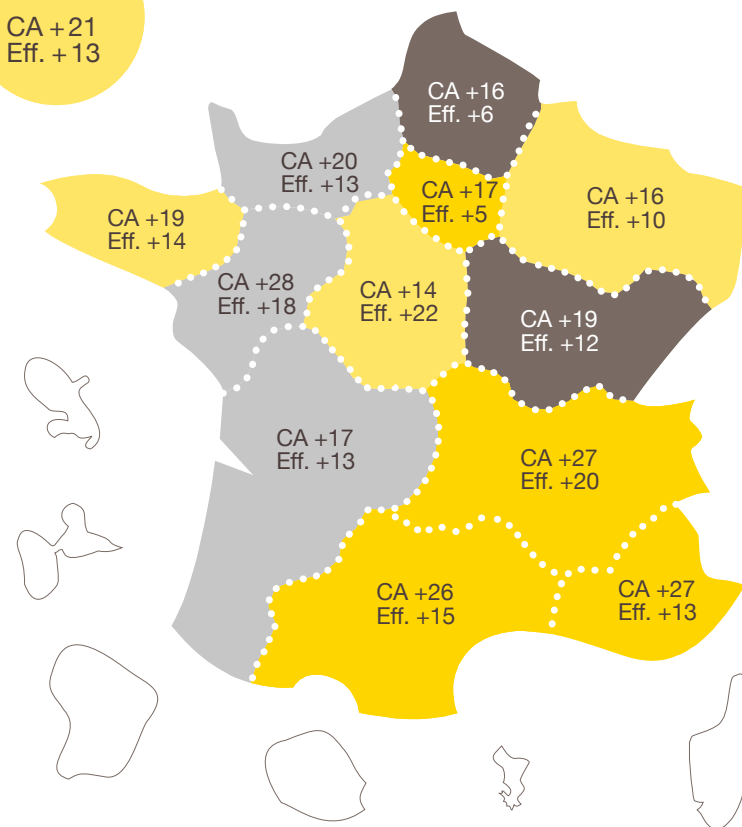 CA +21
Eff. +13
CA +16
Eff. +6
CA +20
Eff. +13
CA +17
Eff. +5
CA +16
Eff. +10
CA +19
Eff. +14
CA +28
Eff. +18
CA +14
Eff. +22
CA +19
Eff. +12
CA +17
Eff. +13
CA +27
Eff. +20
CA +26
Eff. +15
CA +27
Eff. +13